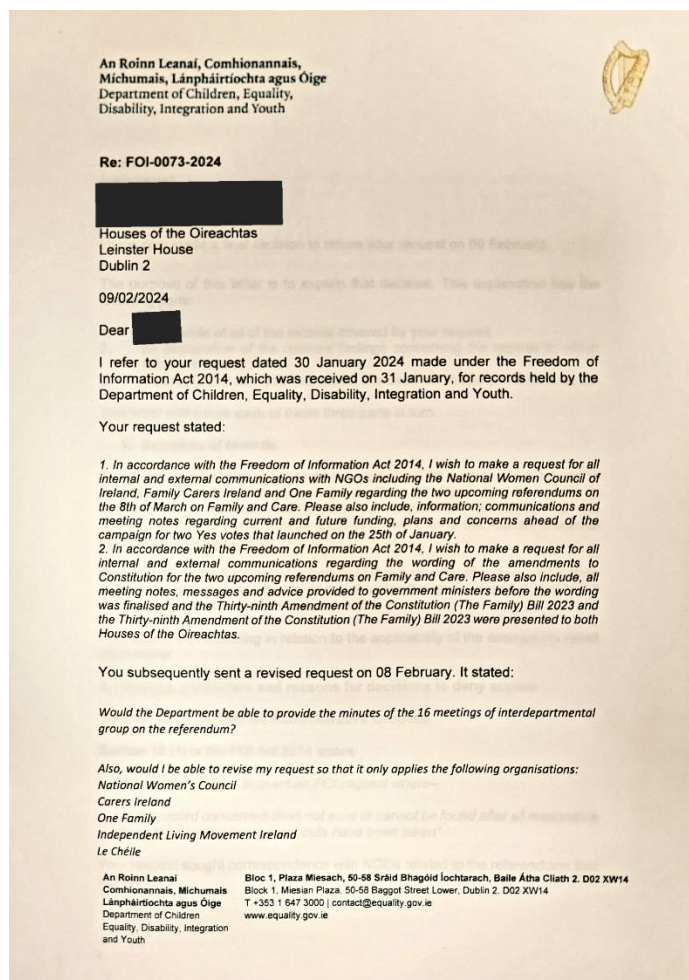 An Roinn Leanaí, Comhionannais,
Míchumais, Lánpháirtíochta agus Óige
Department of Children, Equality,
Disability, Integration and Youth
Re: FOI-0073-2024
Houses of the Oireachtas
Leinster House
Dublin 2
09/02/2024
Dear
I refer to your request dated 30 January 2024 made under the Freedom of
Information Act 2014, which was received on 31 January, for records held by the
Department of Children, Equality, Disability, Integration and Youth.
Your request stated:
1. In accordance with the Freedom of Information Act 2014, I wish to make a request for all
internal and external communications with NGOs including the National Women Council of
Ireland, Family Carers Ireland and One Family regarding the two upcoming referendums on
the 8th of March on Family and Care. Please also include, information; communications and
meeting notes regarding current and future funding, plans and concerns ahead of the
campaign for two Yes votes that launched on the 25th of January.
2. In accordance with the Freedom of Information Act 2014, I wish to make a request for all
internal and external communications regarding the wording of the amendments to
Constitution for the two upcoming referendums on Family and Care. Please also include, all
meeting notes, messages and advice provided to government ministers before the wording
was finalised and the Thirty-ninth Amendment of the Constitution (The Family) Bill 2023 and
the Thirty-ninth Amendment of the Constitution (The Family) Bill 2023 were presented to both
Houses of the Oireachtas.
You subsequently sent a revised request on 08 February. It stated:
Would the Department be able to provide the minutes of the 16 meetings of interdepartmental
group on the referendum?
Also, would I be able to revise my request so that it only applies the following organisations:
National Women's Council
Carers Ireland
One Family
Independent Living Movement Ireland
Le Chéile
An Roinn Leanaí
Comhionannais, Míchumais
Lánpháirtíochta agus Óige
Department of Children
Equality, Disability, Integration
and Youth
Bloc 1, Plaza Miesach, 50-58 Sráid Bhagóid Íochtarach, Baile Átha Cliath 2. D02 XW14
Block 1, Miesian Plaza, 50-58 Baggot Street Lower, Dublin 2. D02 XW14
T +353 1 647 3000 | contact@equality.gov.ie
www.equality.gov.ie